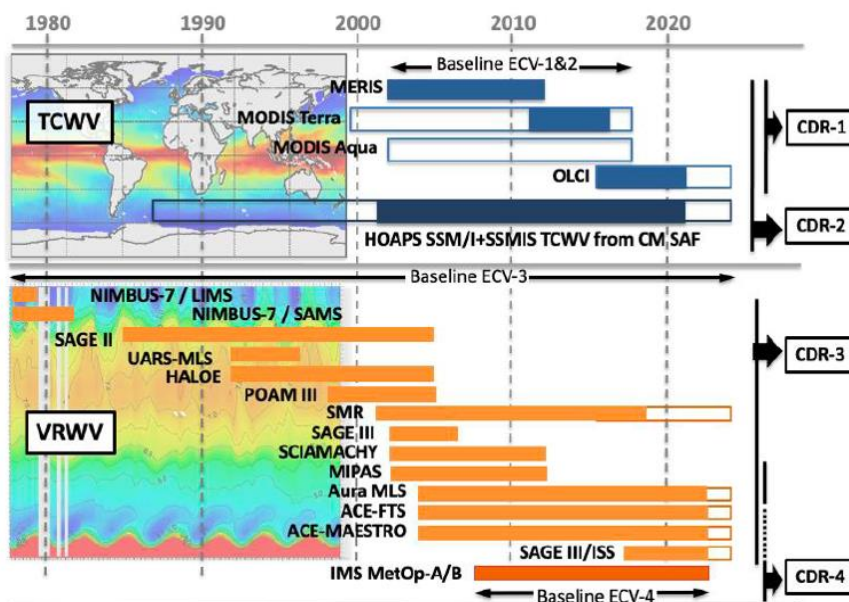 1980 1990 2000 2010 2020
Baseline ECV-1&2
MERIS
TCWV
MODIS Terra
CDR-1
MODIS Aqua
OLCI
CDR-2
HOAPS SSM/I+SSMIS TCWV from CM SAF
Baseline ECV-3
NIMBUS-7 / LIMS
NIMBUS-7 / SAMS
SAGE II
UARS-MLS
CDR-3
HALOE
POAM III
SMR
VRWV
SAGE III
SCIAMACHY
MIPAS
Aura MLS
ACE-FTS
ACE-MAESTRO
SAGE III/ISS
IMS MetOp-A/B
CDR-4
Baseline ECV-4